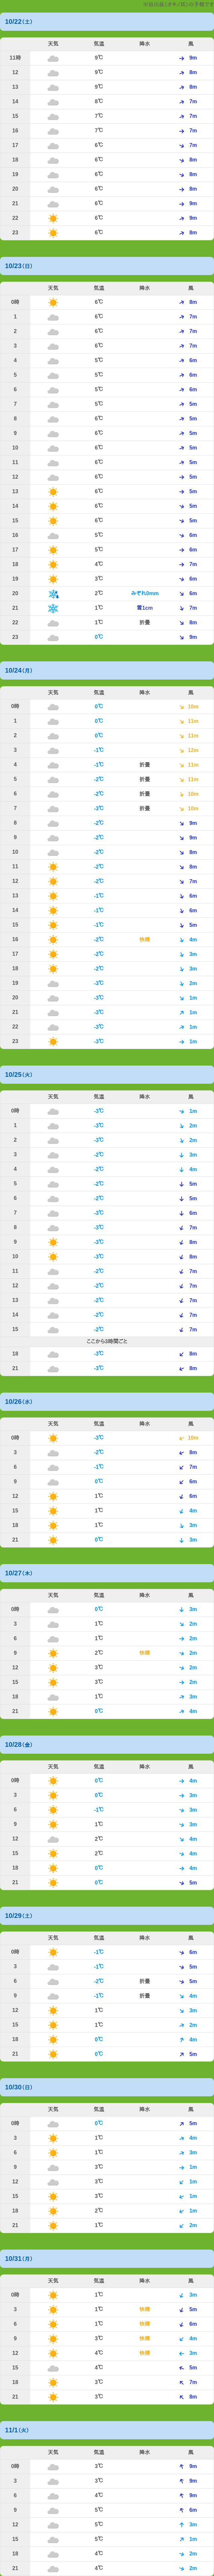 10/22(土)
天気 気温 降水 風
11時 9℃ 9m
12 9℃ 8m
13 9℃ 8m
14 8℃ 7m
15 7℃ 7m
16 7℃ 7m
17 6℃ 7m
18 6℃ 8m
19 6℃ 8m
20 6℃ 8m
21 6℃ 9m
22 6℃ 9m
23 6℃ 8m
10/23(日)
天気 気温 降水 風
0時 6℃ 8m
1 6℃ 7m
2 6℃ 7m
3 6℃ 7m
4 5℃ 6m
5 5℃ 6m
6 5℃ 6m
7 5℃ 5m
8 6℃ 5m
9 5℃ 5m
10 6℃ 5m
11 6℃ 5m
12 6℃ 5m
13 6℃ 5m
14 6℃ 5m
15 6℃ 5m
16 5℃ 6m
17 5℃ 6m
18 4℃ 7m
19 3℃ 6m
20 2℃ みぞれ0mm 6m
21 1℃ 雪1cm 7m
22 1℃ 折曇 8m
23 0℃ 9m
10/24(月)
天気 気温 降水 風
0時 0℃ 10m
1 0℃ 11m
2 0℃ 11m
3 -1℃ 12m
4 -1℃ 折曇 11m
5 -2℃ 折曇 11m
6 -2℃ 折曇 10m
7 -3℃ 折曇 10m
8 -2℃ 9m
9 -2℃ 9m
10 -2℃ 8m
11 -2℃ 8m
12 -2℃ 7m
13 -1℃ 6m
14 -1℃ 6m
15 -1℃ 5m
16 -2℃ 快晴 4m
17 -2℃ 3m
18 -2℃ 3m
19 -3℃ 2m
20 -3℃ 1m
21 -3℃ 1m
22 -3℃ 1m
23 -3℃ 1m
10/25(火)
天気 気温 降水 風
0時 -3℃ 1m
1 -3℃ 2m
2 -3℃ 2m
3 -2℃ 3m
4 -2℃ 4m
5 -2℃ 5m
6 -2℃ 5m
7 -3℃ 6m
8 -3℃ 7m
9 -3℃ 8m
10 -3℃ 8m
11 -2℃ 7m
12 -2℃ 7m
13 -2℃ 7m
14 -2℃ 7m
15 -2℃ 7m
ここから3時間ごと
18 -3℃ 8m
21 -3℃ 8m
10/26(水)
天気 気温 降水 風
0時 -3℃ 10m
3 -2℃ 8m
6 -1℃ 7m
9 0℃ 6m
12 1℃ 6m
15 1℃ 4m
18 1℃ 3m
21 0℃ 3m
10/27(木)
天気 気温 降水 風
0時 0℃ 3m
3 1℃ 2m
6 1℃ 2m
9 2℃ 快晴 2m
12 3℃ 2m
15 3℃ 2m
18 1℃ 3m
21 0℃ 4m
10/28(金)
天気 気温 降水 風
0時 0℃ 4m
3 0℃ 3m
6 -1℃ 3m
9 1℃ 3m
12 2℃ 4m
15 2℃ 4m
18 0℃ 4m
21 0℃ 5m
10/29(土)
天気 気温 降水 風
0時 -1℃ 6m
3 -1℃ 5m
6 -2℃ 折曇 5m
9 -1℃ 折曇 4m
12 1℃ 3m
15 1℃ 2m
18 0℃ 4m
21 0℃ 5m
10/30(日)
天気 気温 降水 風
0時 0℃ 5m
3 1℃ 4m
6 1℃ 3m
9 3℃ 1m
12 3℃ 1m
15 3℃ 1m
18 2℃ 1m
21 1℃ 2m
10/31(月)
天気 気温 降水 風
0時 1℃ 3m
3 1℃ 快晴 5m
6 1℃ 快晴 6m
9 3℃ 快晴 4m
12 4℃ 快晴 3m
15 4℃ 5m
18 3℃ 7m
21 3℃ 8m
11/1(火)
天気 気温 降水 風
0時 3℃ 9m
3 3℃ 9m
6 4℃ 9m
9 5℃ 6m
12 5℃ 3m
15 5℃ 1m
18 4℃ 2m
21 4℃ 2m